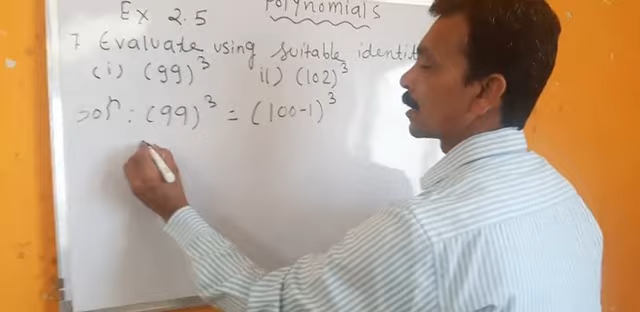 Ex 2.5 Polynomials
7 Evaluate using suitable identit
(i) (99)³ ii) (102)³
Soln: (99)³ = (100-1)³